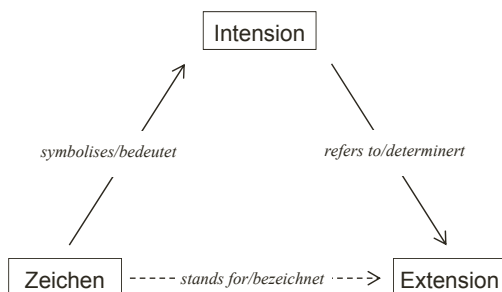 Intension
symbolises/bedeutet
refers to/determinert
Zeichen
stands for/bezeichnet
Extension